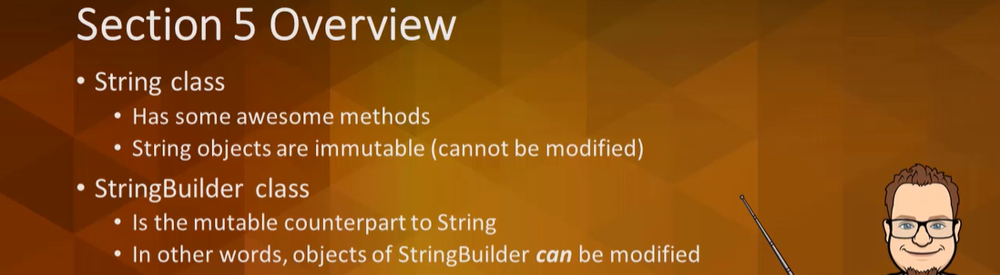 Section 5 Overview
• String class
• Has some awesome methods
• String objects are immutable (cannot be modified)
• StringBuilder class
• Is the mutable counterpart to String
• In other words, objects of StringBuilder can be modified